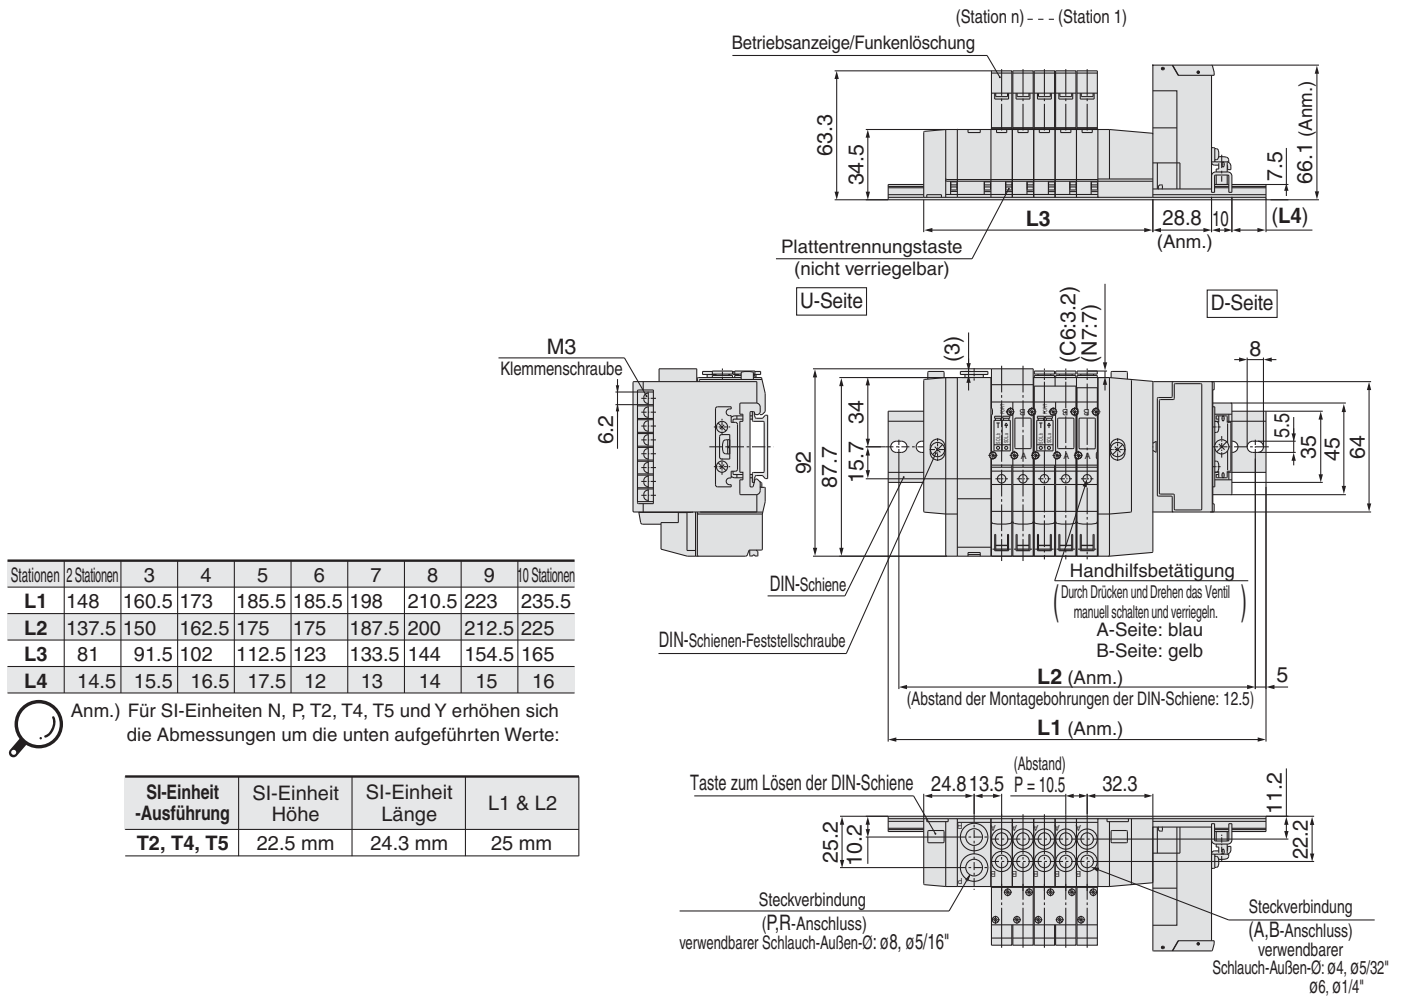 (Station n) - - - (Station 1)
Betriebsanzeige/Funkenlöschung
63.3
34.5
7.5
66.1 (Anm.)
L3
28.8
(Anm.)
10
(L4)
Plattentrennungstaste
(nicht verriegelbar)
U-Seite
D-Seite
M3
Klemmenschraube
6.2
(3)
(C6:3.2)
(N7:7)
8
92
87.7
34
15.7
5.5
35
45
64
DIN-Schiene
DIN-Schienen-Feststellschraube
Handhilfsbetätigung
(Durch Drücken und Drehen das Ventil
manuell schalten und verriegeln.)
A-Seite: blau
B-Seite: gelb
L2 (Anm.)
5
(Abstand der Montagebohrungen der DIN-Schiene: 12.5)
L1 (Anm.)
Stationen 2 Stationen 3 4 5 6 7 8 9 10 Stationen
L1 148 160.5 173 185.5 185.5 198 210.5 223 235.5
L2 137.5 150 162.5 175 175 187.5 200 212.5 225
L3 81 91.5 102 112.5 123 133.5 144 154.5 165
L4 14.5 15.5 16.5 17.5 12 13 14 15 16
Anm.) Für SI-Einheiten N, P, T2, T4, T5 und Y erhöhen sich
die Abmessungen um die unten aufgeführten Werte:
SI-Einheit
-Ausführung
SI-Einheit
Höhe
SI-Einheit
Länge
L1 & L2
T2, T4, T5 22.5 mm 24.3 mm 25 mm
Taste zum Lösen der DIN-Schiene
24.8
13.5
(Abstand)
P = 10.5
32.3
11.2
25.2
10.2
22.2
Steckverbindung
(P,R-Anschluss)
verwendbarer Schlauch-Außen-Ø: ø8, ø5/16"
Steckverbindung
(A,B-Anschluss)
verwendbarer
Schlauch-Außen-Ø: ø4, ø5/32"
ø6, ø1/4"